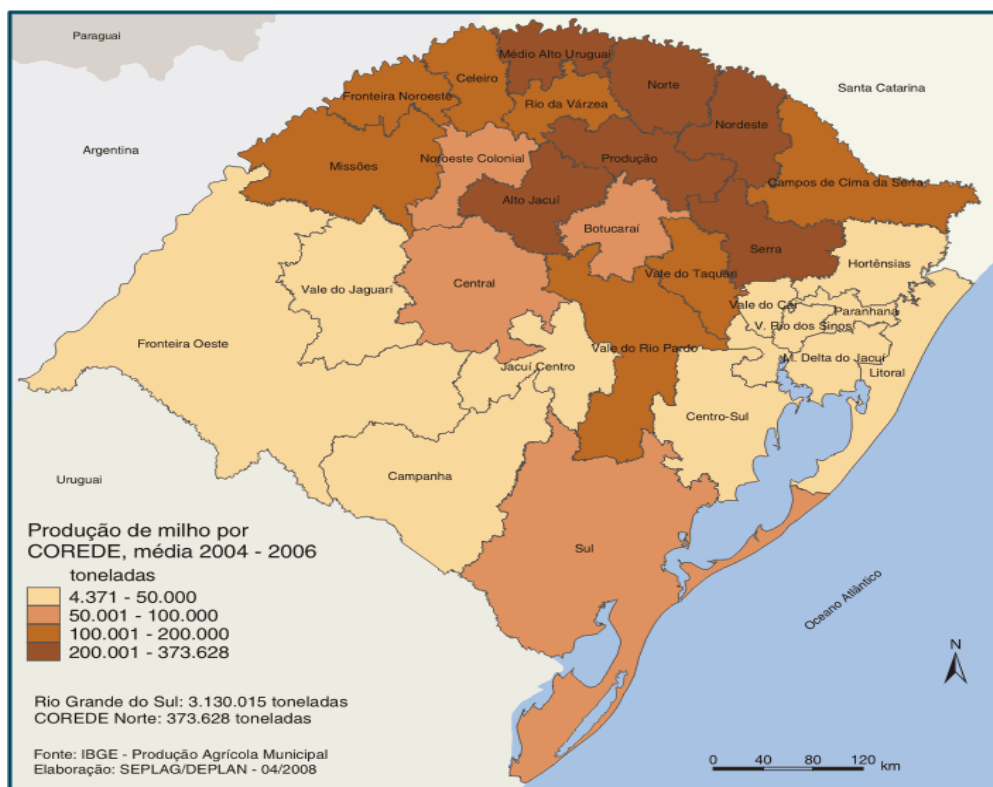 Paraguai
Médio Alto Uruguai
Celeiro
Norte
Santa Catarina
Fronteira Noroeste
Rio da Várzea
Nordeste
Argentina
Missões
Noroeste Colonial
Produção
Campos de Cima da Serra
Alto Jacuí
Botucaraí
Serra
Hortênsias
Vale do Taquari
Central
Vale do Jaguari
Vale do Caí
Paranhana
V. Rio dos Sinos
Fronteira Oeste
Vale do Rio Pardo
M. Delta do Jacuí
Jacuí Centro
Litoral
Centro-Sul
Campanha
Uruguai
Sul
Oceano Atlântico
Produção de milho por
COREDE, média 2004 - 2006
toneladas
4.371 - 50.000
50.001 - 100.000
100.001 - 200.000
200.001 - 373.628
N
Rio Grande do Sul: 3.130.015 toneladas
COREDE Norte: 373.628 toneladas
Fonte: IBGE - Produção Agrícola Municipal
Elaboração: SEPLAG/DEPLAN - 04/2008
0 40 80 120 km